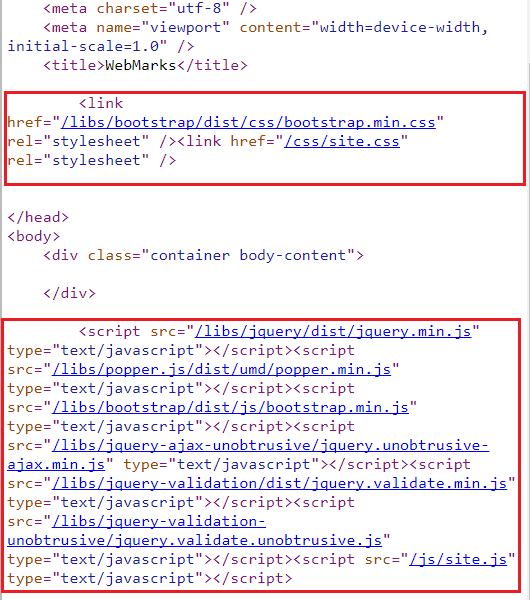 <meta charset="utf-8" />
<meta name="viewport" content="width=device-width,
initial-scale=1.0" />
<title>WebMarks</title>
<link
href="/libs/bootstrap/dist/css/bootstrap.min.css"
rel="stylesheet" /><link href="/css/site.css"
rel="stylesheet" />
</head>
<body>
<div class="container body-content">
</div>
<script src="/libs/jquery/dist/jquery.min.js"
type="text/javascript"></script><script
src="/libs/popper.js/dist/umd/popper.min.js"
type="text/javascript"></script><script
src="/libs/bootstrap/dist/js/bootstrap.min.js"
type="text/javascript"></script><script
src="/libs/jquery-ajax-unobtrusive/jquery.unobtrusive-
ajax.min.js" type="text/javascript"></script><script
src="/libs/jquery-validation/dist/jquery.validate.min.js"
type="text/javascript"></script><script
src="/libs/jquery-validation-
unobtrusive/jquery.validate.unobtrusive.js"
type="text/javascript"></script><script src="/js/site.js"
type="text/javascript"></script>